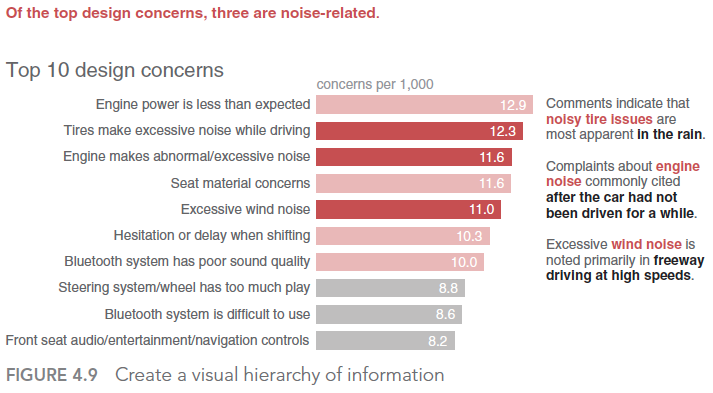 Of the top design concerns, three are noise-related.
Top 10 design concerns
concerns per 1,000
Engine power is less than expected 12.9
Tires make excessive noise while driving 12.3
Engine makes abnormal/excessive noise 11.6
Seat material concerns 11.6
Excessive wind noise 11.0
Hesitation or delay when shifting 10.3
Bluetooth system has poor sound quality 10.0
Steering system/wheel has too much play 8.8
Bluetooth system is difficult to use 8.6
Front seat audio/entertainment/navigation controls 8.2
Comments indicate that
noisy tire issues are
most apparent in the rain.
Complaints about engine
noise commonly cited
after the car had not
been driven for a while.
Excessive wind noise is
noted primarily in freeway
driving at high speeds.
FIGURE 4.9 Create a visual hierarchy of information